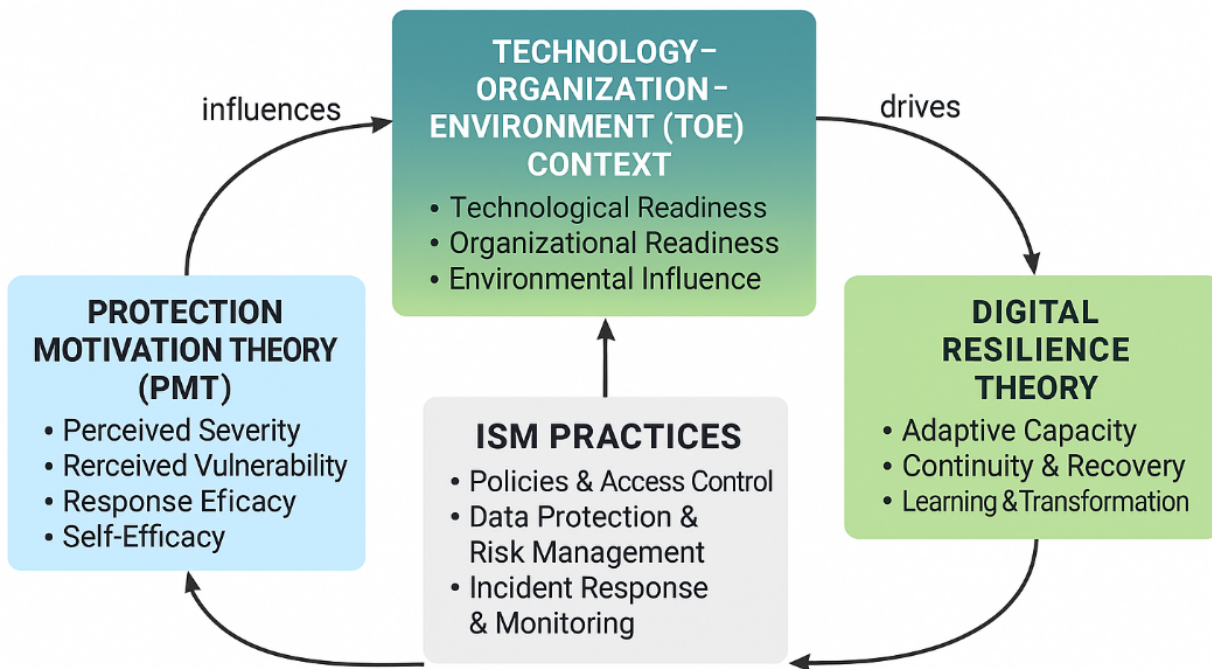 influences
TECHNOLOGY–
ORGANIZATION–
ENVIRONMENT (TOE)
CONTEXT
• Technological Readiness
• Organizational Readiness
• Environmental Influence
drives
PROTECTION
MOTIVATION THEORY
(PMT)
• Perceived Severity
• Rerceived Vulnerability
• Response Eficacy
• Self-Efficacy
ISM PRACTICES
• Policies & Access Control
• Data Protection &
Risk Management
• Incident Response
& Monitoring
DIGITAL
RESILIENCE
THEORY
• Adaptive Capacity
• Continuity & Recovery
• Learning & Transformation